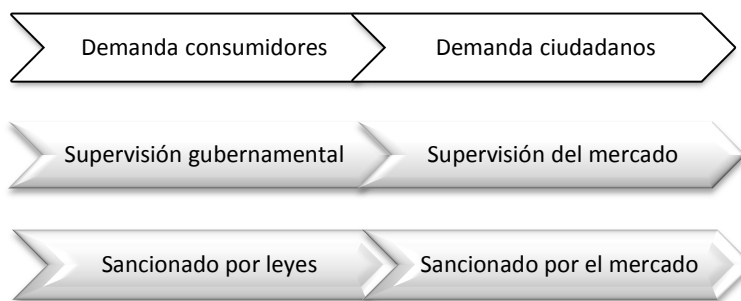 Demanda consumidores Demanda ciudadanos
Supervisión gubernamental Supervisión del mercado
Sancionado por leyes Sancionado por el mercado